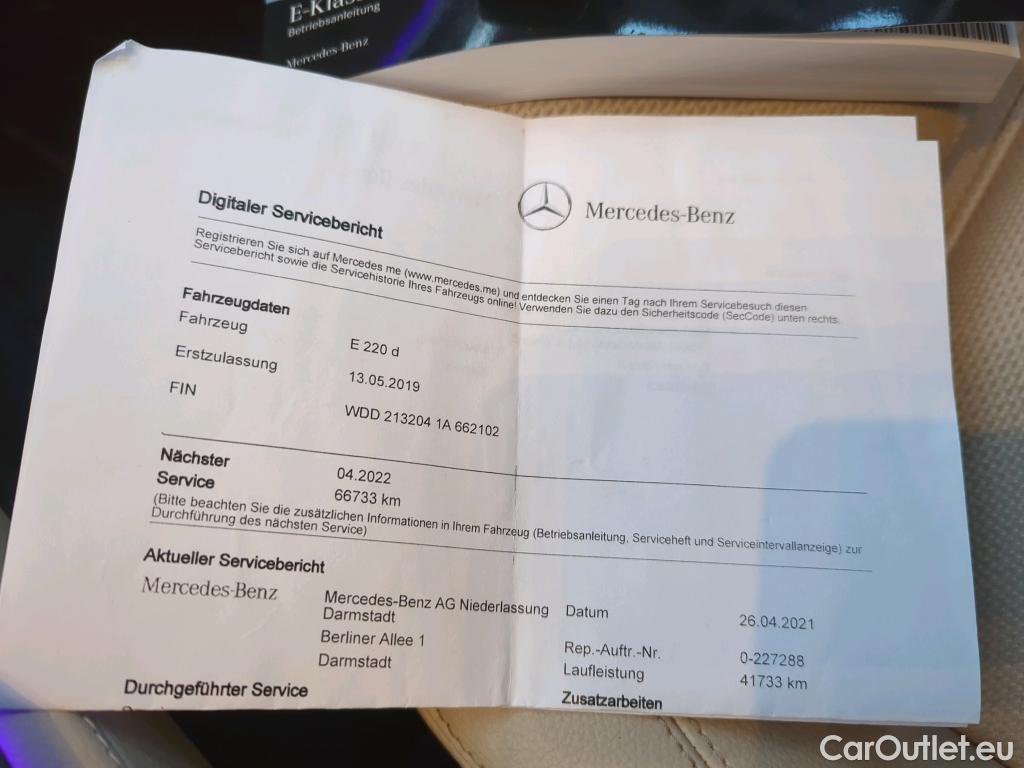 E-Klas
Betriebsanleitung
Mercedes-Benz
Mercedes-Benz
Digitaler Servicebericht
Registrieren Sie sich auf Mercedes me (www.mercedes.me) und entdecken Sie einen Tag nach Ihrem Servicebesuch diesen
Servicebericht sowie die Servicehistorie Ihres Fahrzeugs online! Verwenden Sie dazu den Sicherheitscode (SecCode) unten rechts.
Fahrzeugdaten
Fahrzeug E 220 d
Erstzulassung 13.05.2019
FIN WDD 213204 1A 662102
Nächster 04.2022
Service 66733 km
(Bitte beachten Sie die zusätzlichen Informationen in Ihrem Fahrzeug (Betriebsanleitung, Serviceheft und Serviceintervallanzeige) zur
Durchführung des nächsten Service)
Aktueller Servicebericht
Mercedes-Benz Mercedes-Benz AG Niederlassung Datum 26.04.2021
Darmstadt
Berliner Allee 1 Rep.-Auftr.-Nr. 0-227288
Darmstadt Laufleistung 41733 km
Durchgeführter Service Zusatzarbeiten
CarOutlet.eu